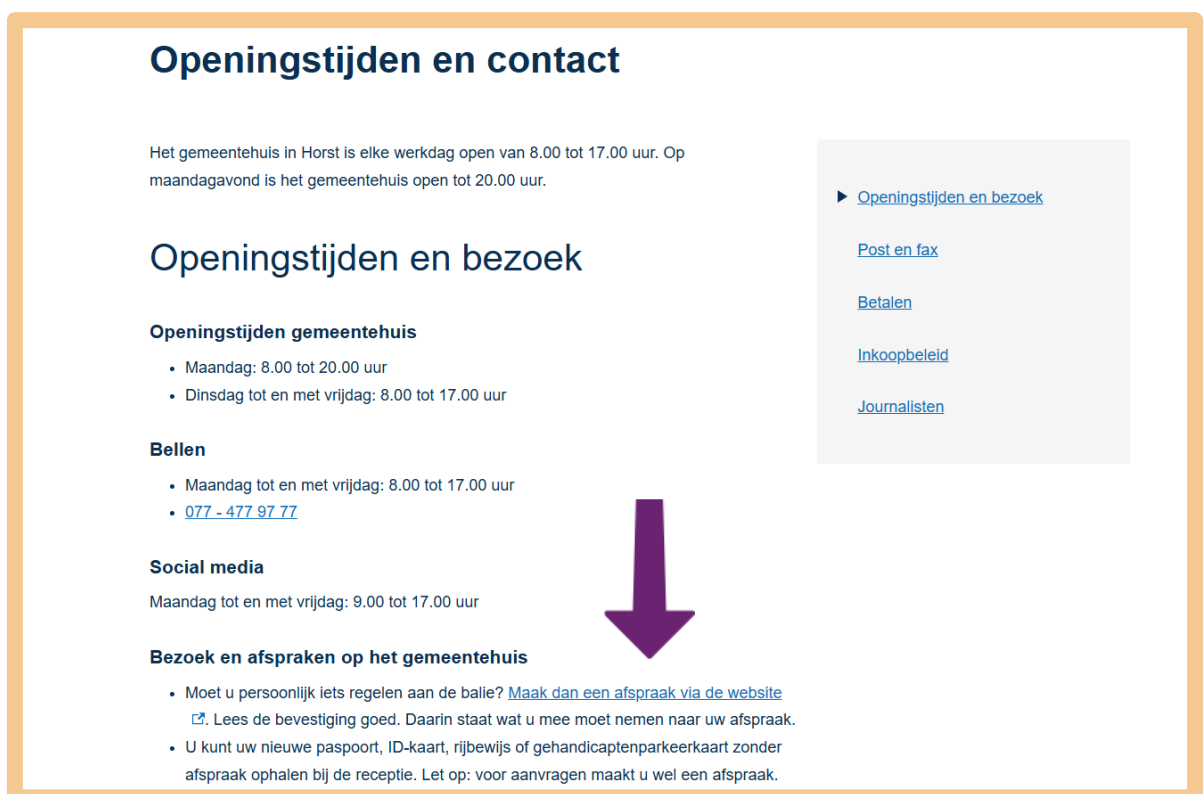 Openingstijden en contact
Het gemeentehuis in Horst is elke werkdag open van 8.00 tot 17.00 uur. Op
maandagavond is het gemeentehuis open tot 20.00 uur.
Openingstijden en bezoek
Openingstijden gemeentehuis
Maandag: 8.00 tot 20.00 uur
Dinsdag tot en met vrijdag: 8.00 tot 17.00 uur
Bellen
Maandag tot en met vrijdag: 8.00 tot 17.00 uur
077 - 477 97 77
Social media
Maandag tot en met vrijdag: 9.00 tot 17.00 uur
Bezoek en afspraken op het gemeentehuis
Moet u persoonlijk iets regelen aan de balie? Maak dan een afspraak via de website
. Lees de bevestiging goed. Daarin staat wat u mee moet nemen naar uw afspraak.
U kunt uw nieuwe paspoort, ID-kaart, rijbewijs of gehandicaptenparkeerkaart zonder
afspraak ophalen bij de receptie. Let op: voor aanvragen maakt u wel een afspraak.
Openingstijden en bezoek
Post en fax
Betalen
Inkoopbeleid
Journalisten